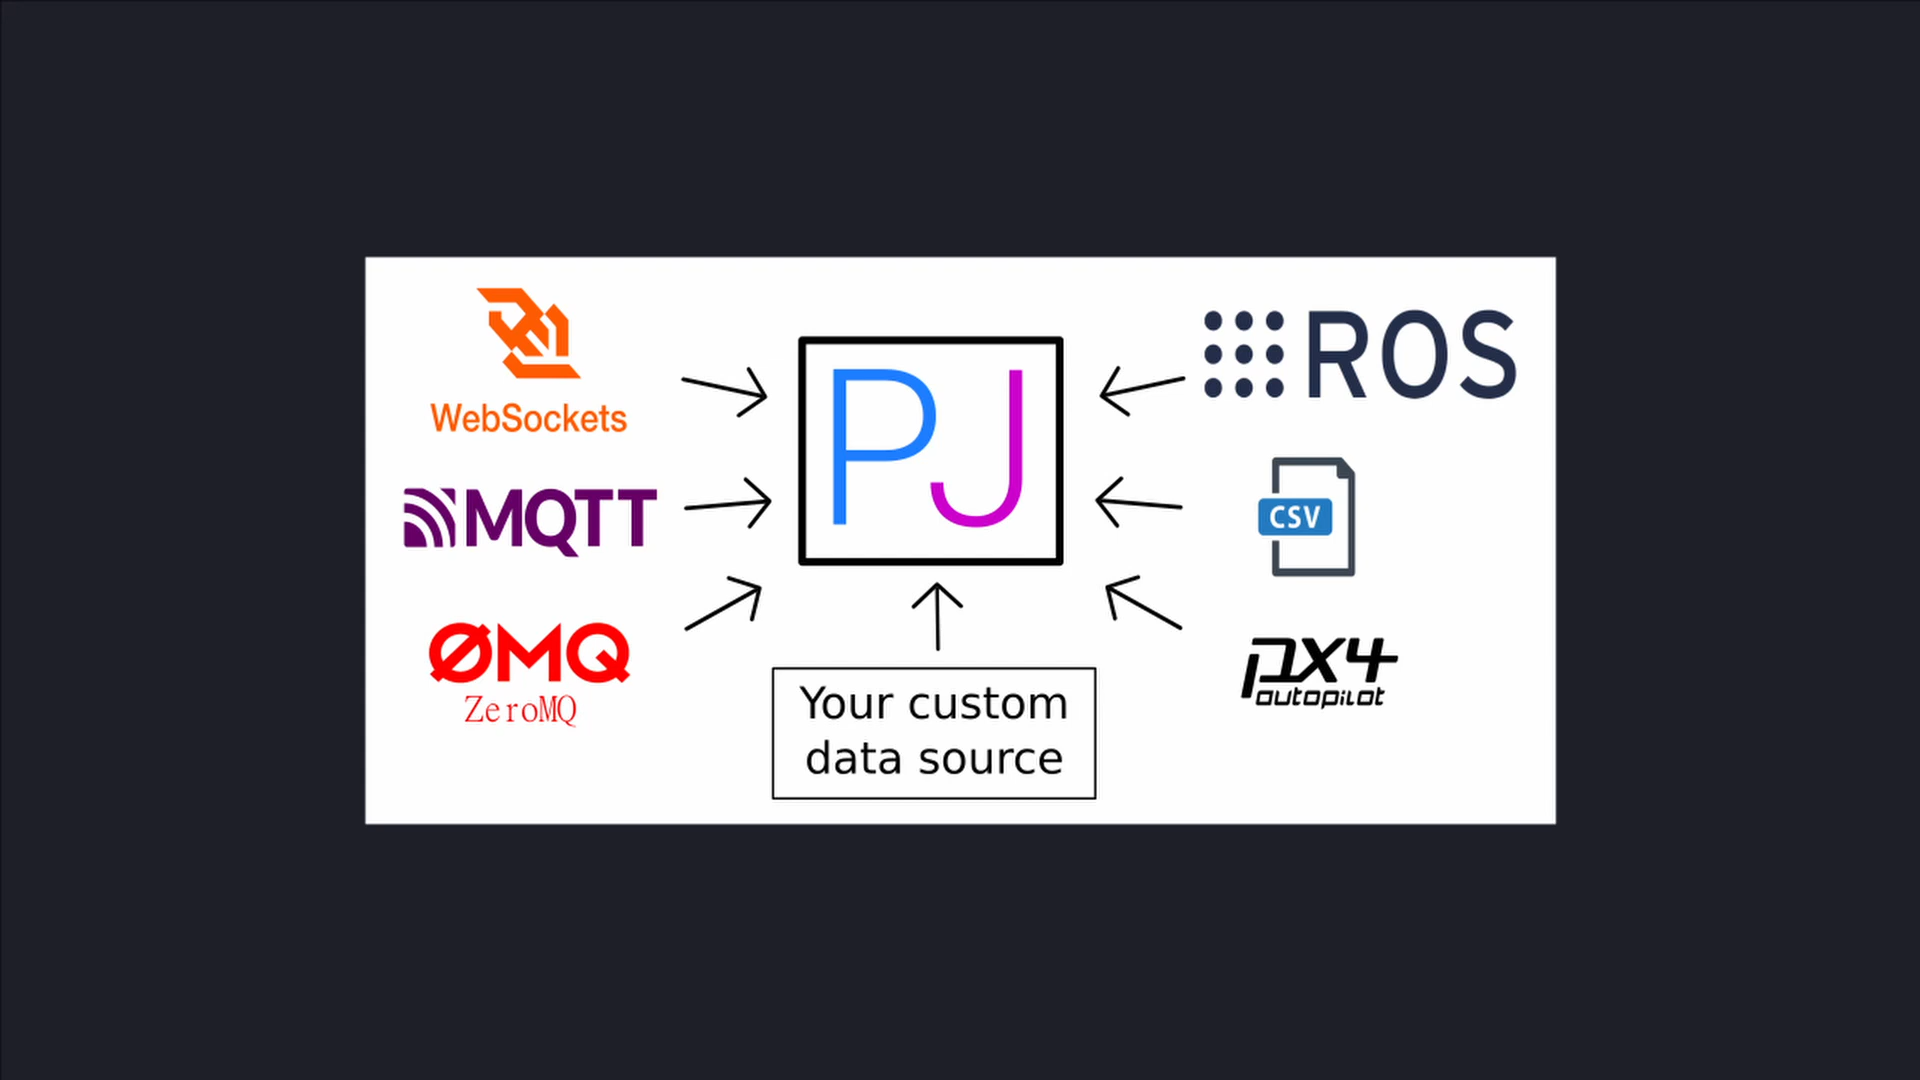 WebSockets
MQTT
ØMQ
ZeroMQ
PJ
Your custom
data source
ROS
CSV
px4
autopilot